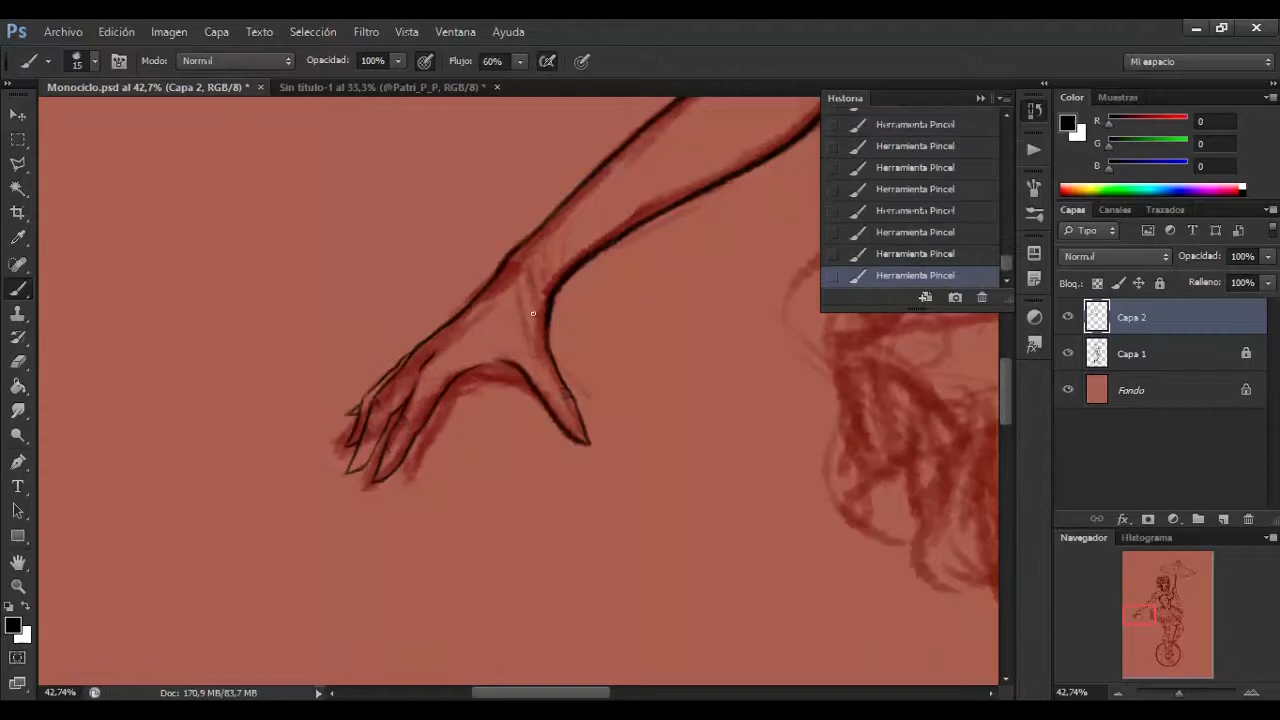 Ps Archivo Edición Imagen Capa Texto Selección Filtro Vista Ventana Ayuda
15 Modo: Normal Opacidad: 100% Flujo: 60% Mi espacio
Monociclo.psd al 42,7% (Capa 2, RGB/8) * × Sin título-1 al 33,3% (@Patri_P_P, RGB/8) * ×
Historia
Herramienta Pincel
Herramienta Pincel
Herramienta Pincel
Herramienta Pincel
Herramienta Pincel
Herramienta Pincel
Herramienta Pincel
Herramienta Pincel
Color Muestras
R 0
G 0
B 0
Capas Canales Trazados
Tipo
Normal Opacidad: 100%
Bloq.: Relleno: 100%
Capa 2
Capa 1
Fondo
fx
Navegador Histograma
42,74%
42,74% Doc: 170,9 MB/83,7 MB